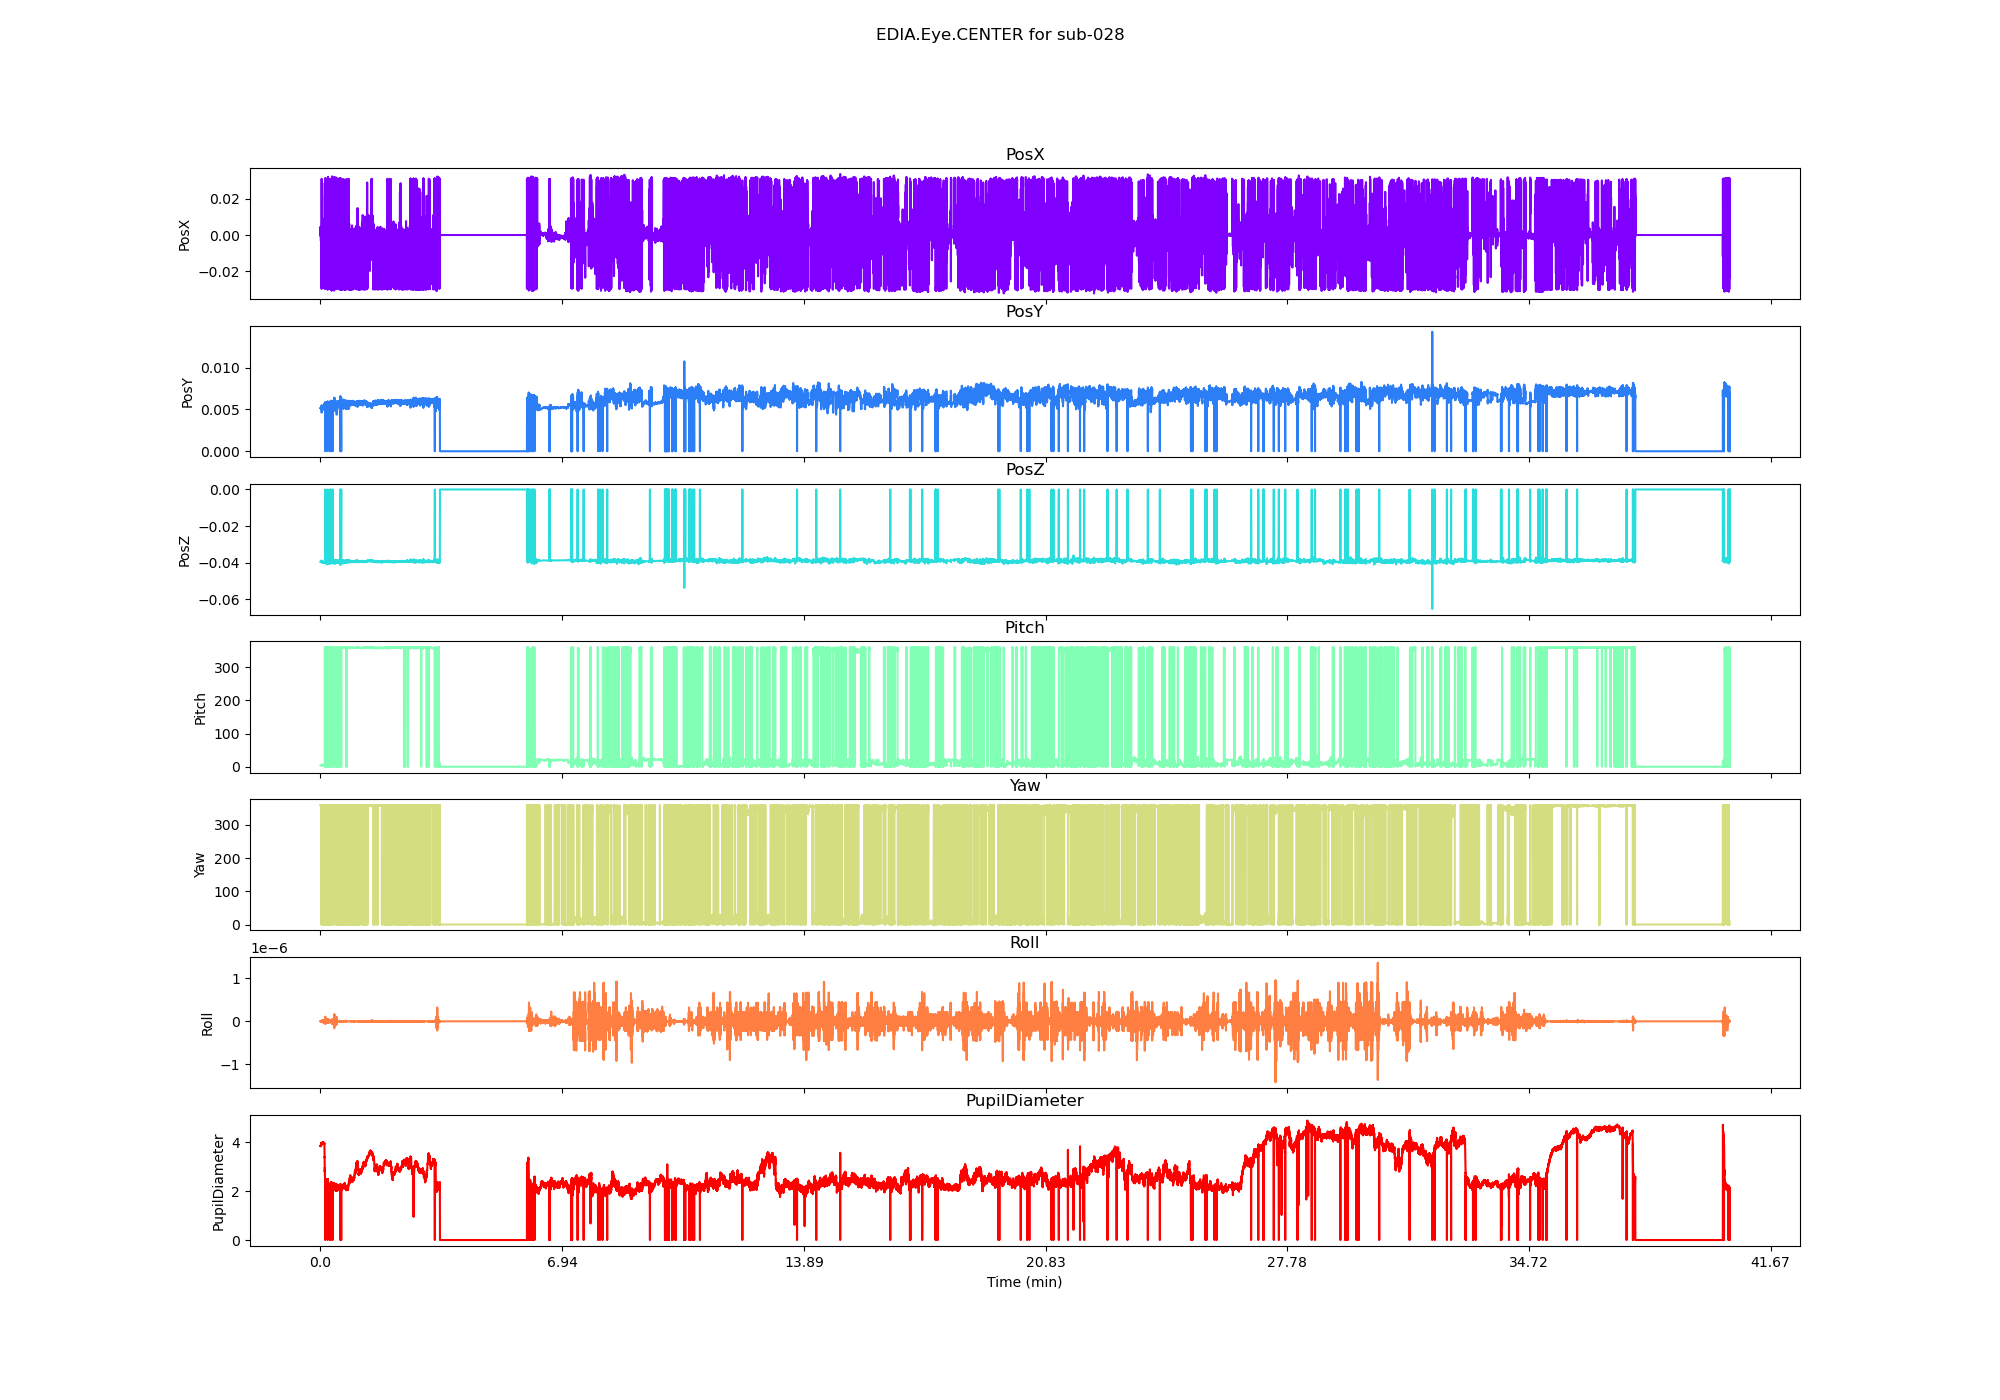 EDIA.Eye.CENTER for sub-028
PosX
PosX
0.02
0.00
−0.02
PosY
PosY
0.010
0.005
0.000
PosZ
PosZ
0.00
−0.02
−0.04
−0.06
Pitch
Pitch
300
200
100
0
Yaw
Yaw
300
200
100
0
1e−6
Roll
Roll
1
0
−1
PupilDiameter
PupilDiameter
4
2
0
0.0 6.94 13.89 20.83 27.78 34.72 41.67
Time (min)